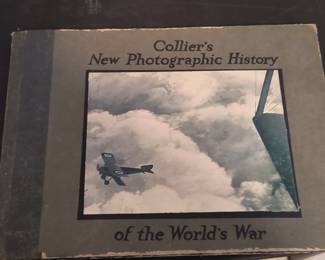 Collier's
New Photographic History
of the World's War